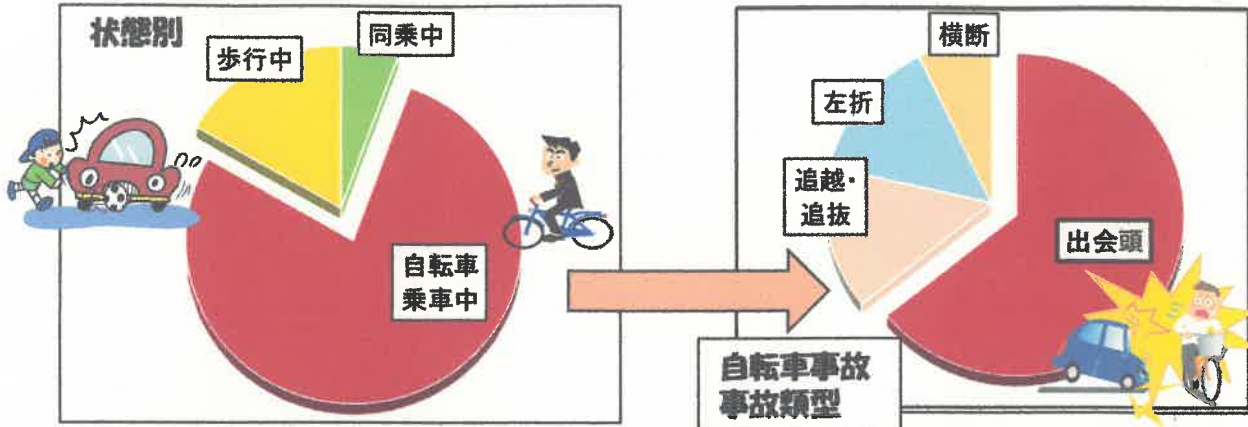 状態別
歩行中
同乗中
自転車
乗車中
横断
左折
追越・
追抜
出会頭
自転車事故
事故類型